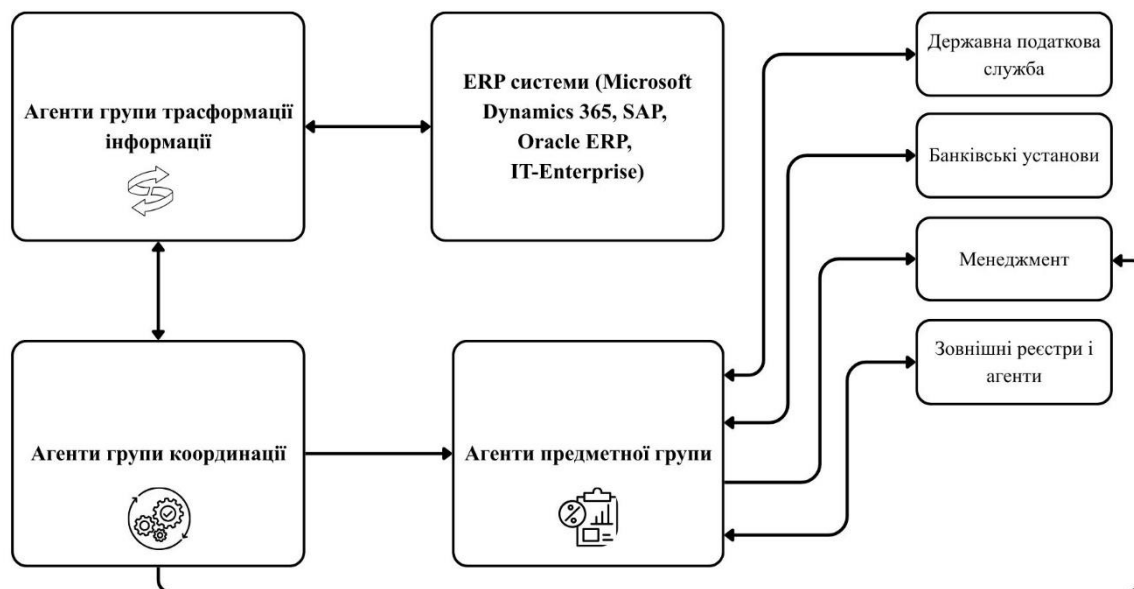 Агенти групи трасформації
інформації
ERP системи (Microsoft
Dynamics 365, SAP,
Oracle ERP,
IT-Enterprise)
Державна податкова
служба
Банківські установи
Менеджмент
Зовнішні реєстри і
агенти
Агенти групи координації
Агенти предметної групи
%